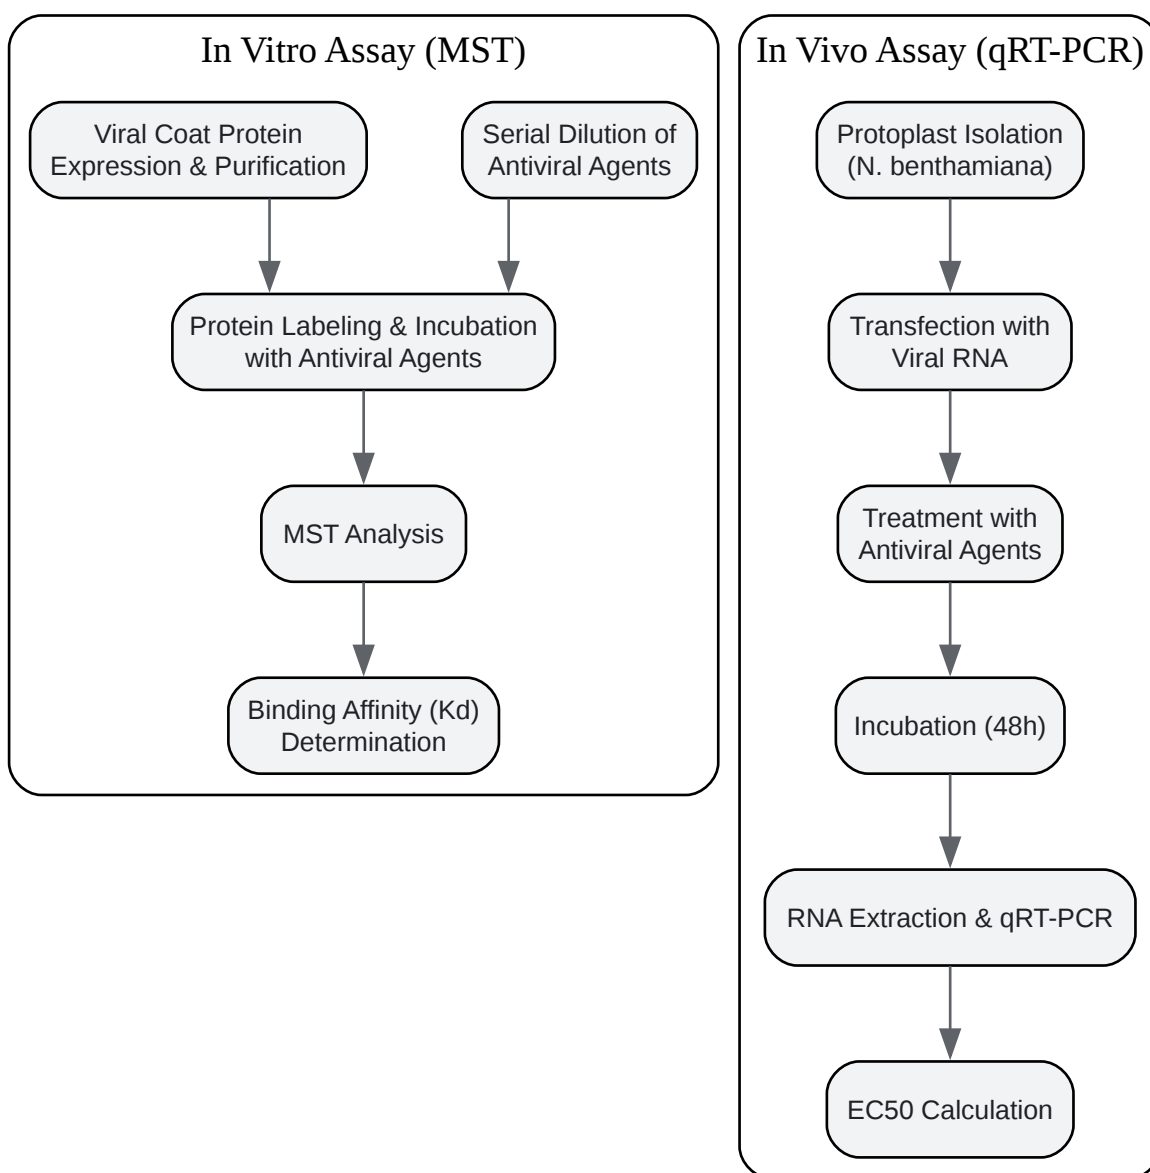 In Vitro Assay (MST)
Viral Coat Protein
Expression & Purification
Serial Dilution of
Antiviral Agents
Protein Labeling & Incubation
with Antiviral Agents
MST Analysis
Binding Affinity (Kd)
Determination
In Vivo Assay (qRT-PCR)
Protoplast Isolation
(N. benthamiana)
Transfection with
Viral RNA
Treatment with
Antiviral Agents
Incubation (48h)
RNA Extraction & qRT-PCR
EC50 Calculation